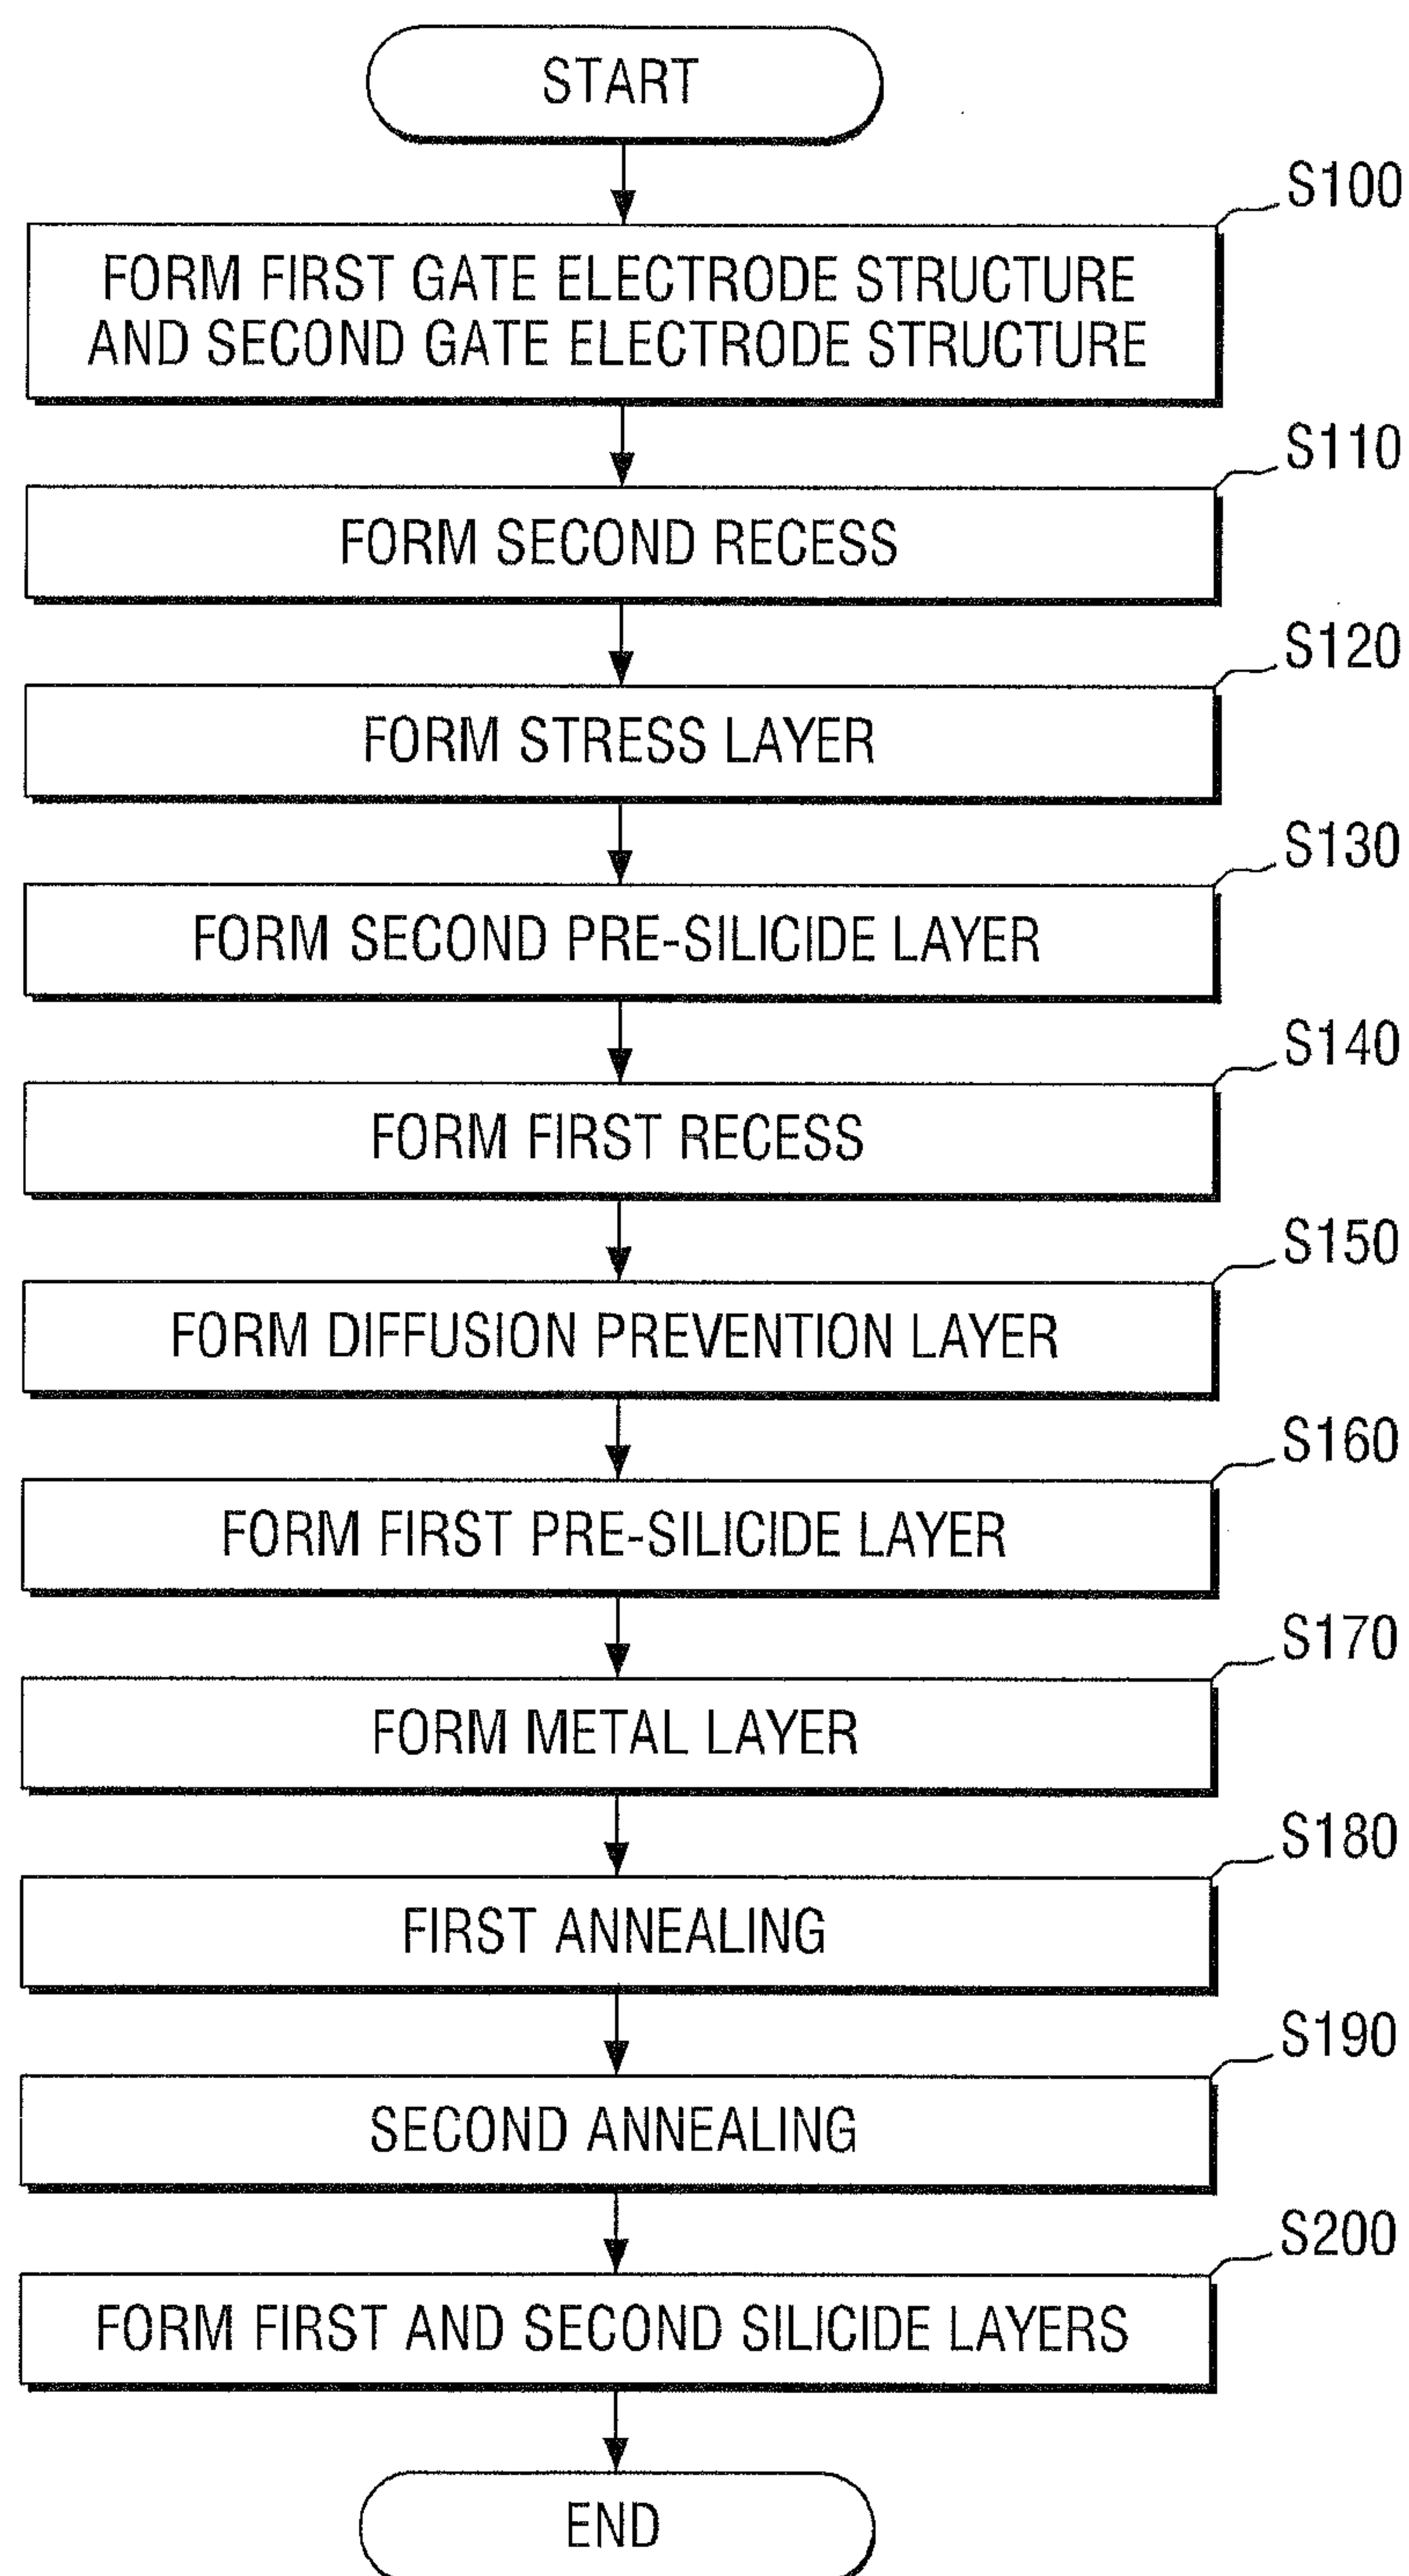 START
S100
FORM FIRST GATE ELECTRODE STRUCTURE
AND SECOND GATE ELECTRODE STRUCTURE
S110
FORM SECOND RECESS
S120
FORM STRESS LAYER
S130
FORM SECOND PRE-SILICIDE LAYER
S140
FORM FIRST RECESS
S150
FORM DIFFUSION PREVENTION LAYER
S160
FORM FIRST PRE-SILICIDE LAYER
S170
FORM METAL LAYER
S180
FIRST ANNEALING
S190
SECOND ANNEALING
S200
FORM FIRST AND SECOND SILICIDE LAYERS
END